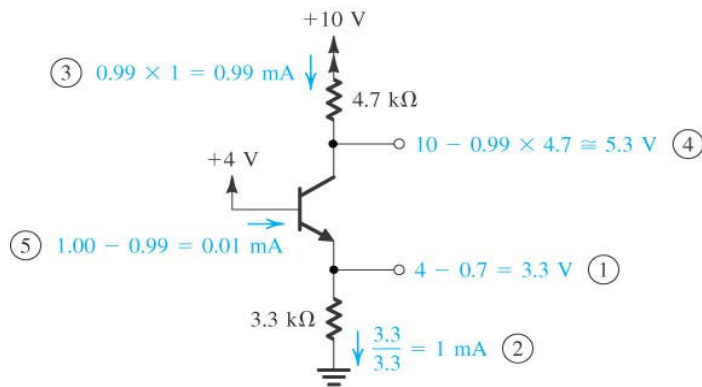 +10 V
③ 0.99 × 1 = 0.99 mA
4.7 kΩ
10 − 0.99 × 4.7 ≅ 5.3 V ④
+4 V
⑤ 1.00 − 0.99 = 0.01 mA
4 − 0.7 = 3.3 V ①
3.3 kΩ
3.3
3.3
= 1 mA ②